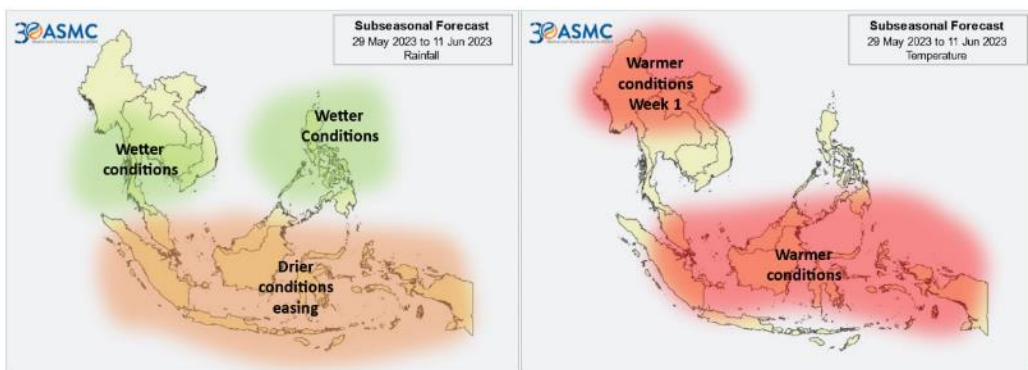 ASMC
Subseasonal Forecast
29 May 2023 to 11 Jun 2023
Rainfall
Wetter
conditions
Wetter
Conditions
Drier
conditions
easing
ASMC
Subseasonal Forecast
29 May 2023 to 11 Jun 2023
Temperature
Warmer
conditions
Week 1
Warmer
conditions